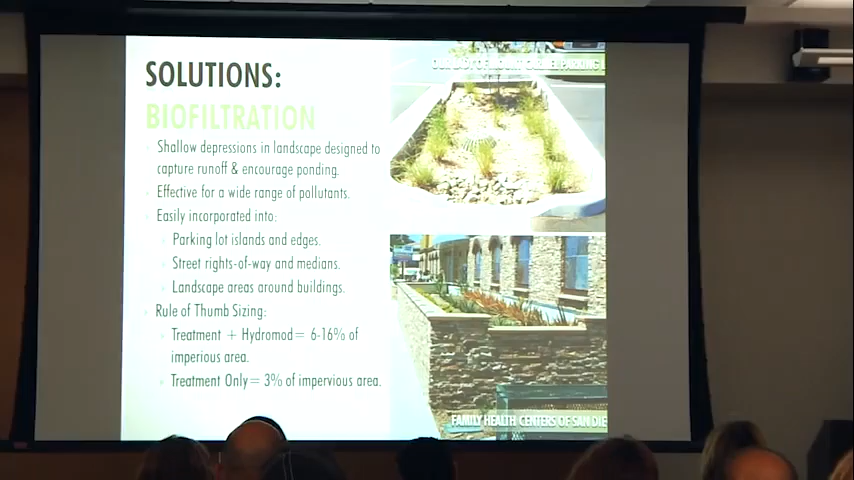 SOLUTIONS:
BIOFILTRATION
Shallow depressions in landscape designed to
capture runoff & encourage ponding.
Effective for a wide range of pollutants.
Easily incorporated into:
Parking lot islands and edges.
Street rights-of-way and medians.
Landscape areas around buildings.
Rule of Thumb Sizing:
Treatment + Hydromod= 6-16% of
imperious area.
Treatment Only= 3% of impervious area.
PARKING
FAMILY HEALTH CENTERS OF SAN DIE